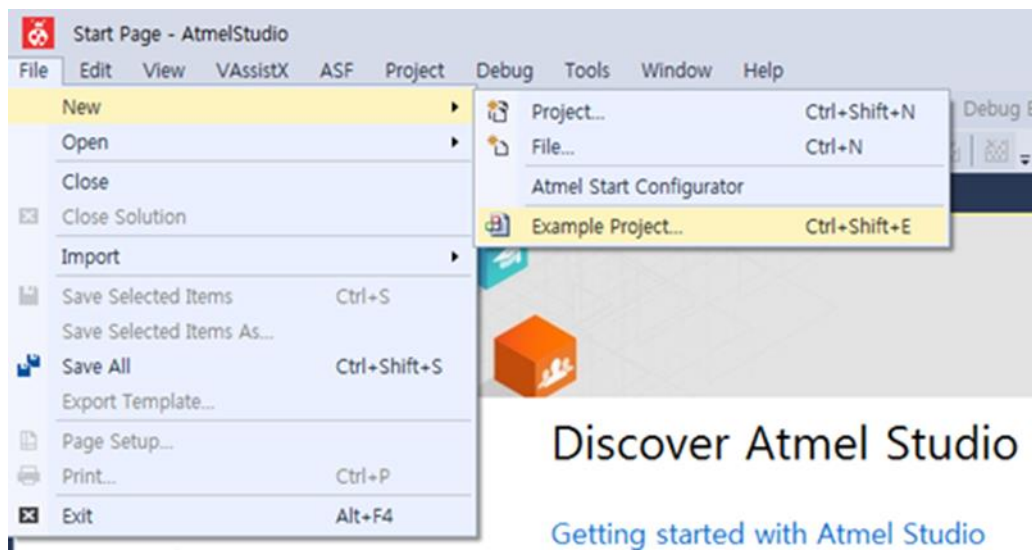 Start Page - AtmelStudio
File Edit View VAssistX ASF Project Debug Tools Window Help
New
Open
Close
Close Solution
Import
Save Selected Items Ctrl+S
Save Selected Items As...
Save All Ctrl+Shift+S
Export Template...
Page Setup...
Print... Ctrl+P
Exit Alt+F4
Project... Ctrl+Shift+N
File... Ctrl+N
Atmel Start Configurator
Example Project... Ctrl+Shift+E
Debug
Discover Atmel Studio
Getting started with Atmel Studio